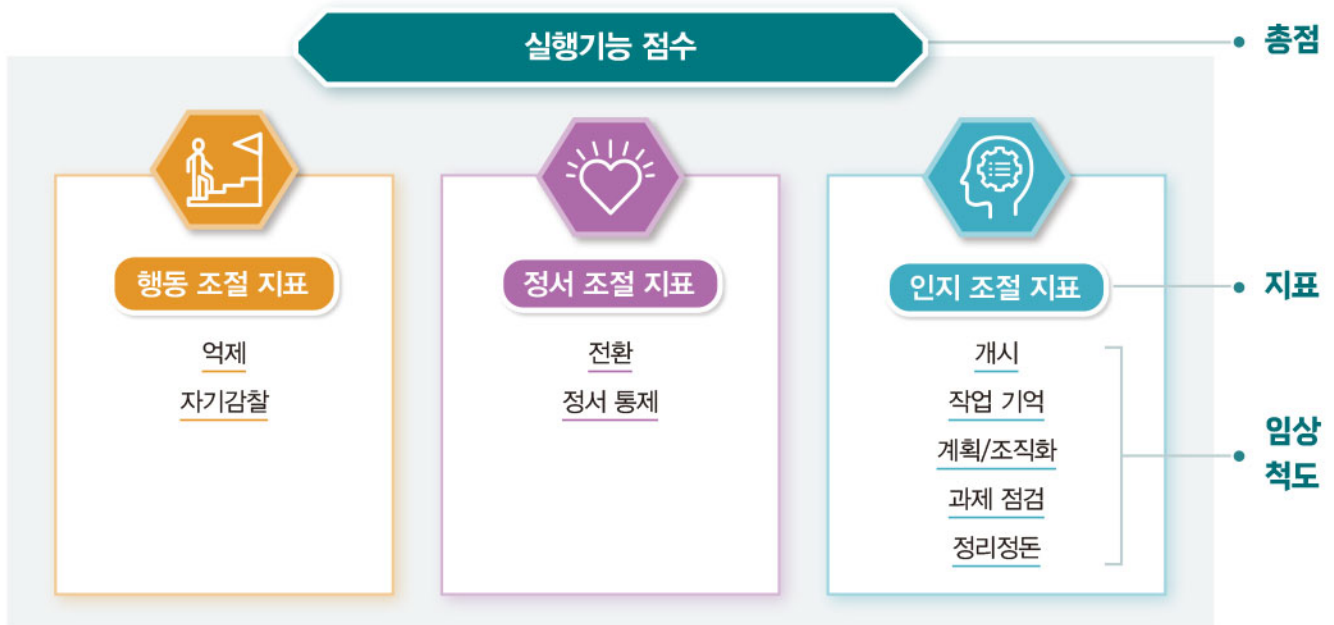 실행기능 점수
총점
행동 조절 지표
억제
자기감찰
정서 조절 지표
전환
정서 통제
인지 조절 지표
지표
개시
작업 기억
계획/조직화
과제 점검
정리정돈
임상
척도